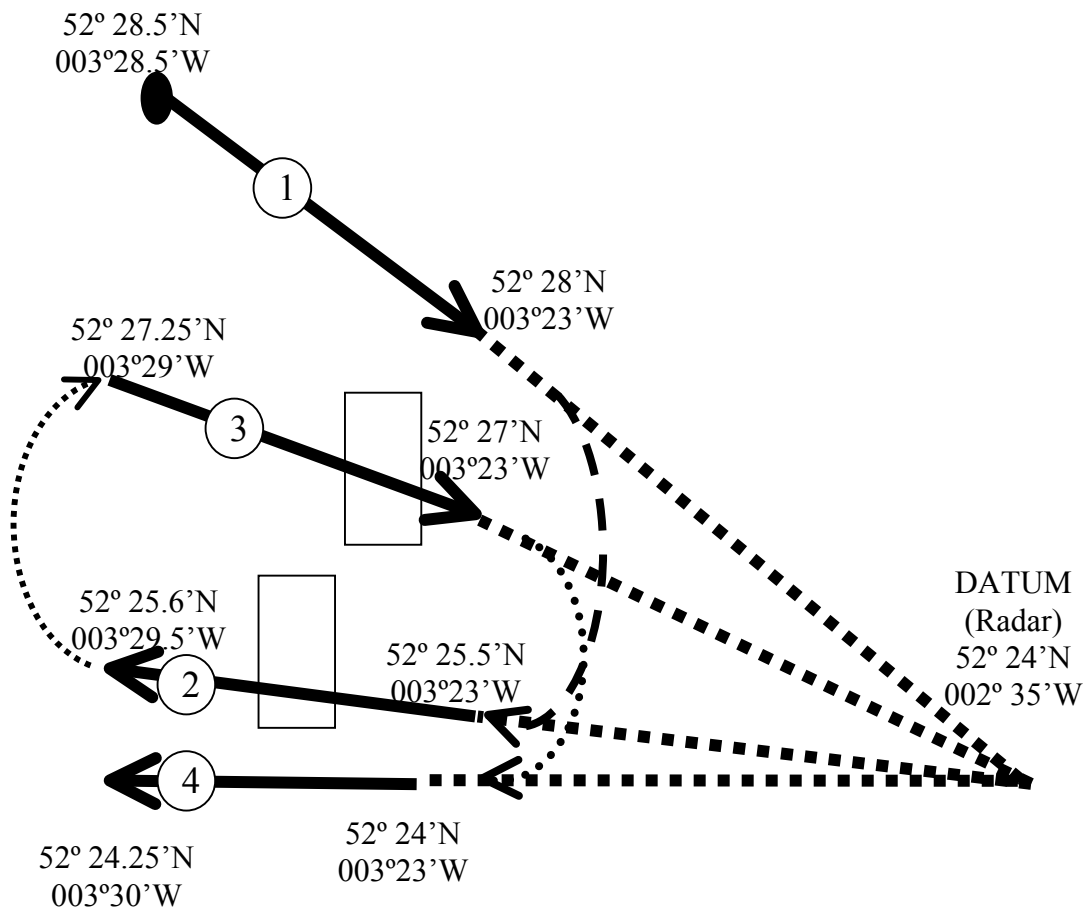 52º 28.5’N
003º28.5’W
1
52º 28’N
003º23’W
52º 27.25’N
003º29’W
3
52º 27’N
003º23’W
DATUM
(Radar)
52º 24’N
002º 35’W
52º 25.6’N
003º29.5’W
2
52º 25.5’N
003º23’W
4
52º 24’N
003º23’W
52º 24.25’N
003º30’W